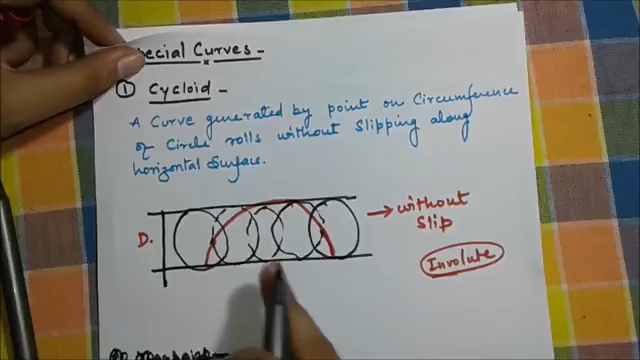 Special Curves -
① Cycloid -
A Curve generated by point on Circumference
of Circle rolls without Slipping along
horizontal Surface.
D.
→ without
Slip
Involute